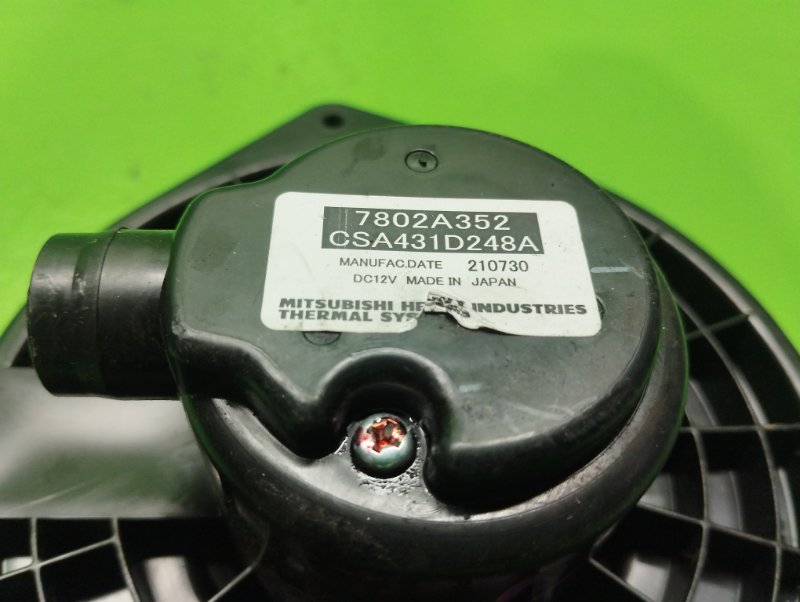 7802A352
CSA431D248A
MANUFAC.DATE 210730
DC12V MADE IN JAPAN
MITSUBISHI INDUSTRIES
THERMAL